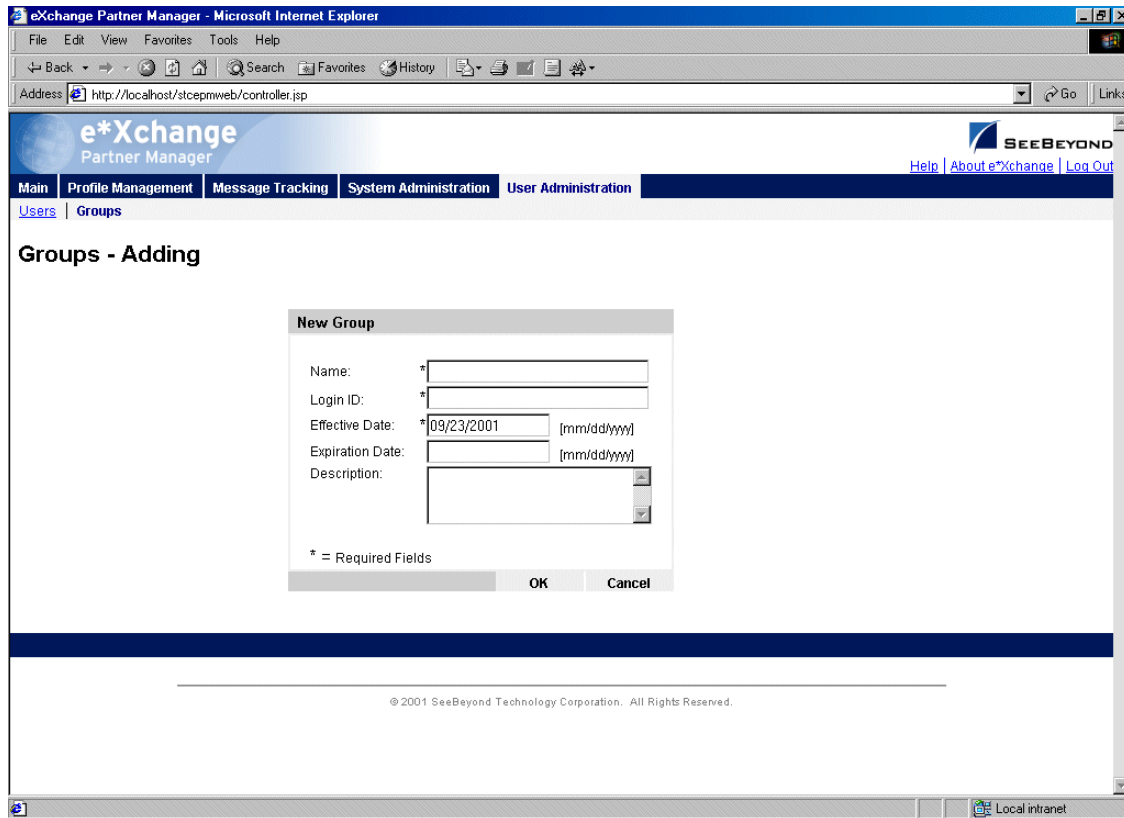 eXchange Partner Manager - Microsoft Internet Explorer
File Edit View Favorites Tools Help
Back Search Favorites History
Address http://localhost/stcepmweb/controller.jsp Go Links
e*Xchange
Partner Manager
SEEBEYOND
Help | About e*Xchange | Log Out
Main Profile Management Message Tracking System Administration User Administration
Users | Groups
Groups - Adding
New Group
Name: *
Login ID: *
Effective Date: *09/23/2001 [mm/dd/yyyy]
Expiration Date: [mm/dd/yyyy]
Description:
* = Required Fields
OK Cancel
© 2001 SeeBeyond Technology Corporation. All Rights Reserved.
Local intranet